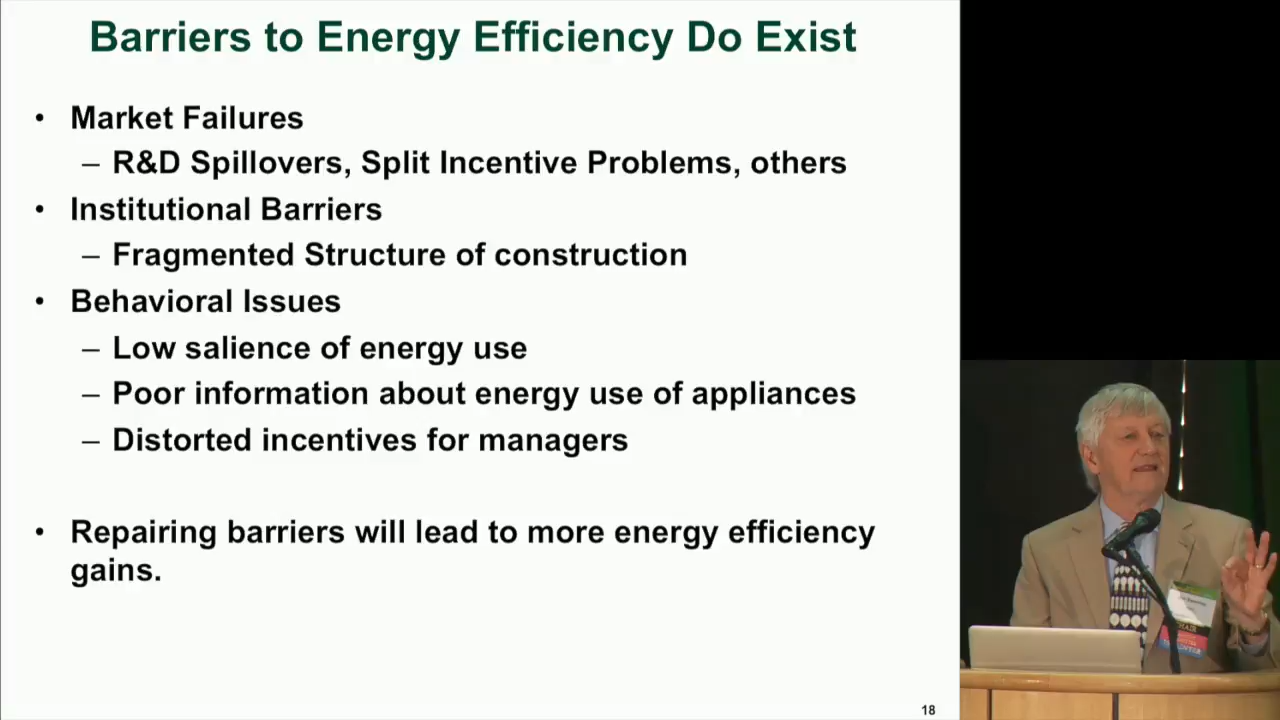 Barriers to Energy Efficiency Do Exist
• Market Failures
– R&D Spillovers, Split Incentive Problems, others
• Institutional Barriers
– Fragmented Structure of construction
• Behavioral Issues
– Low salience of energy use
– Poor information about energy use of appliances
– Distorted incentives for managers
• Repairing barriers will lead to more energy efficiency
gains.
18